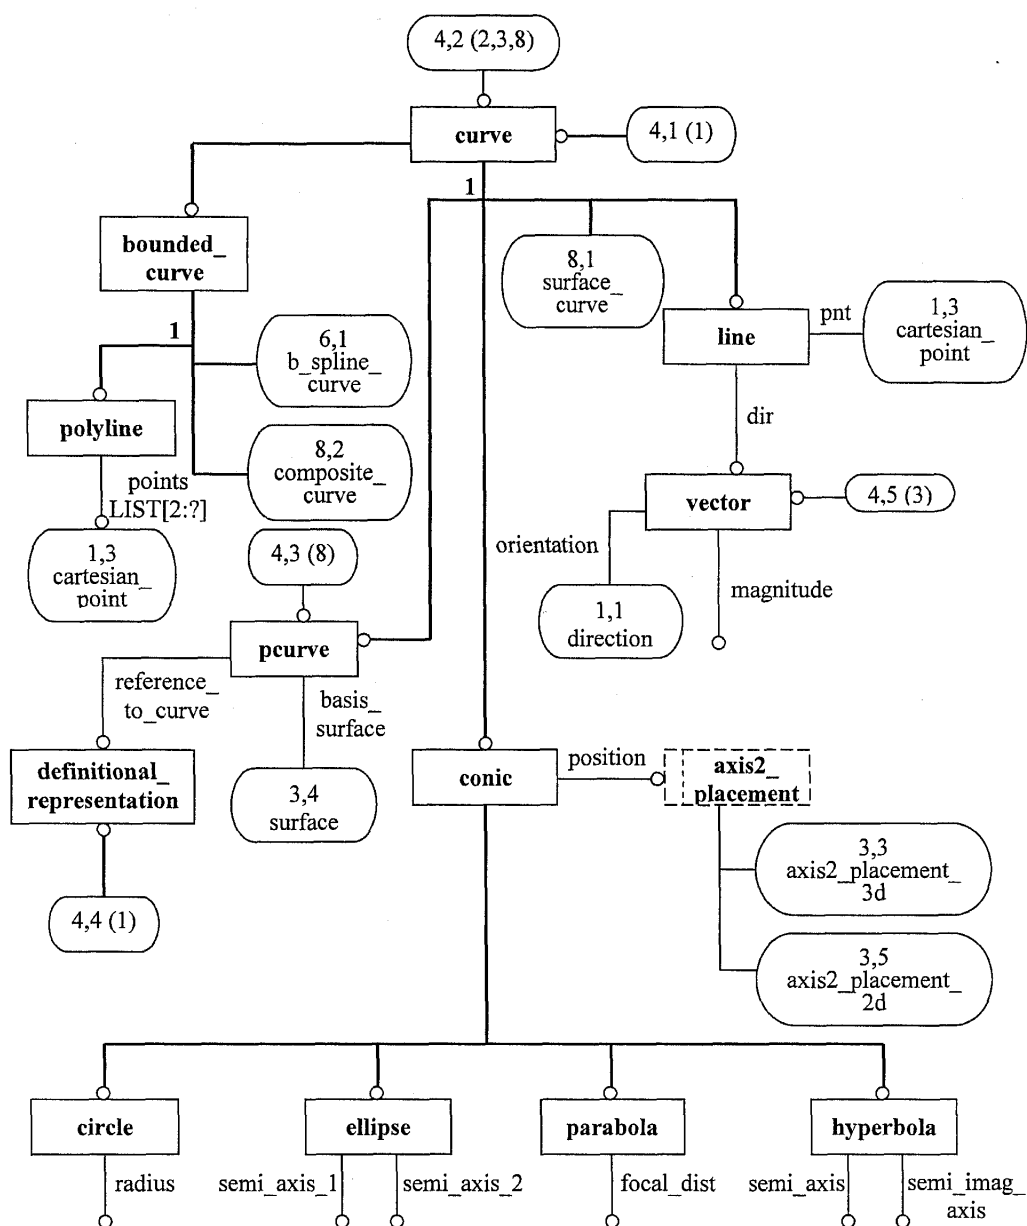 4,2 (2,3,8)
curve
4,1 (1)
1
bounded_
curve
8,1
surface_
curve
line
pnt
1,3
cartesian_
point
1
6,1
b_spline_
curve
polyline
dir
8,2
composite_
curve
points
LIST[2:?]
vector
4,5 (3)
orientation
magnitude
1,3
cartesian_
point
4,3 (8)
1,1
direction
pcurve
reference_
to_curve
basis_
surface
definitional_
representation
3,4
surface
conic
position
axis2_
placement
3,3
axis2_placement_
3d
4,4 (1)
3,5
axis2_placement_
2d
circle
ellipse
parabola
hyperbola
radius
semi_axis_1
semi_axis_2
focal_dist
semi_axis
semi_imag_
axis